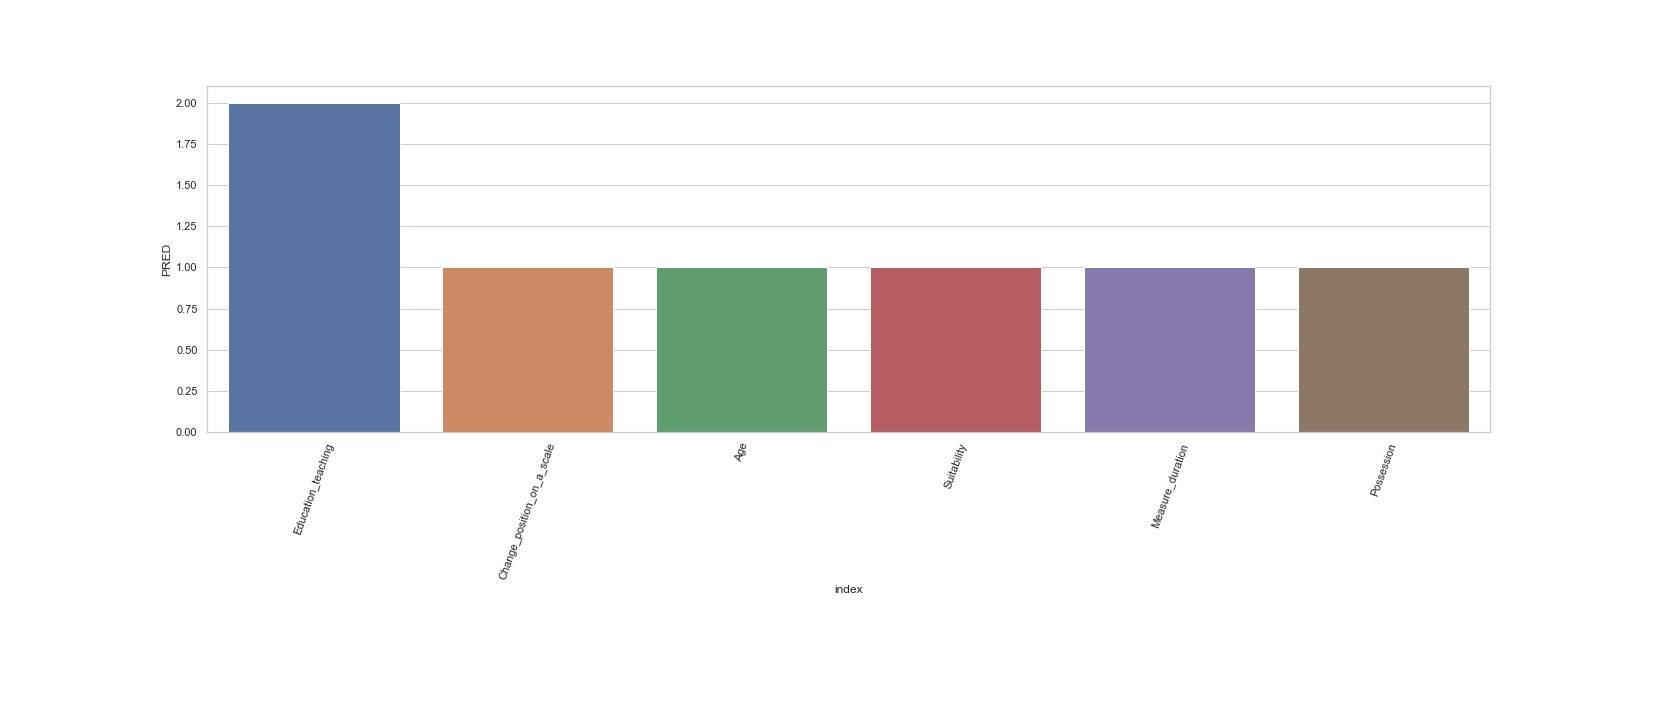 2.00
1.75
1.50
1.25
1.00
0.75
0.50
0.25
0.00
PRED
Education_teaching
Change_position_on_a_scale
Age
Suitability
Measure_duration
Possession
index